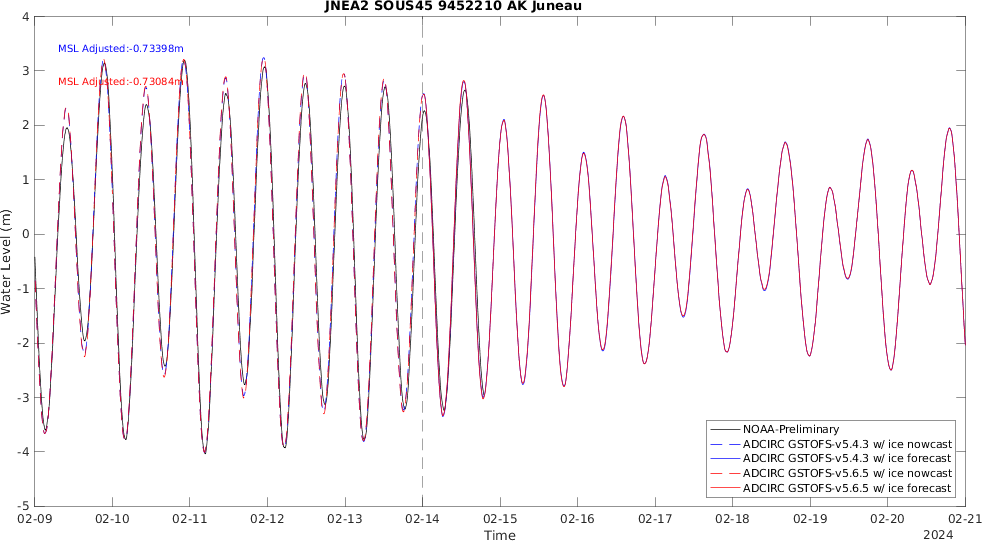 JNEA2 SOUS45 9452210 AK Juneau
4
MSL Adjusted:-0.73398m
3
MSL Adjusted:-0.73084m
2
1
0
Water Level (m)
-1
-2
-3
-4
-5
NOAA-Preliminary
ADCIRC GSTOFS-v5.4.3 w/ ice nowcast
ADCIRC GSTOFS-v5.4.3 w/ ice forecast
ADCIRC GSTOFS-v5.6.5 w/ ice nowcast
ADCIRC GSTOFS-v5.6.5 w/ ice forecast
02-09 02-10 02-11 02-12 02-13 02-14 02-15 02-16 02-17 02-18 02-19 02-20 02-21
Time
2024